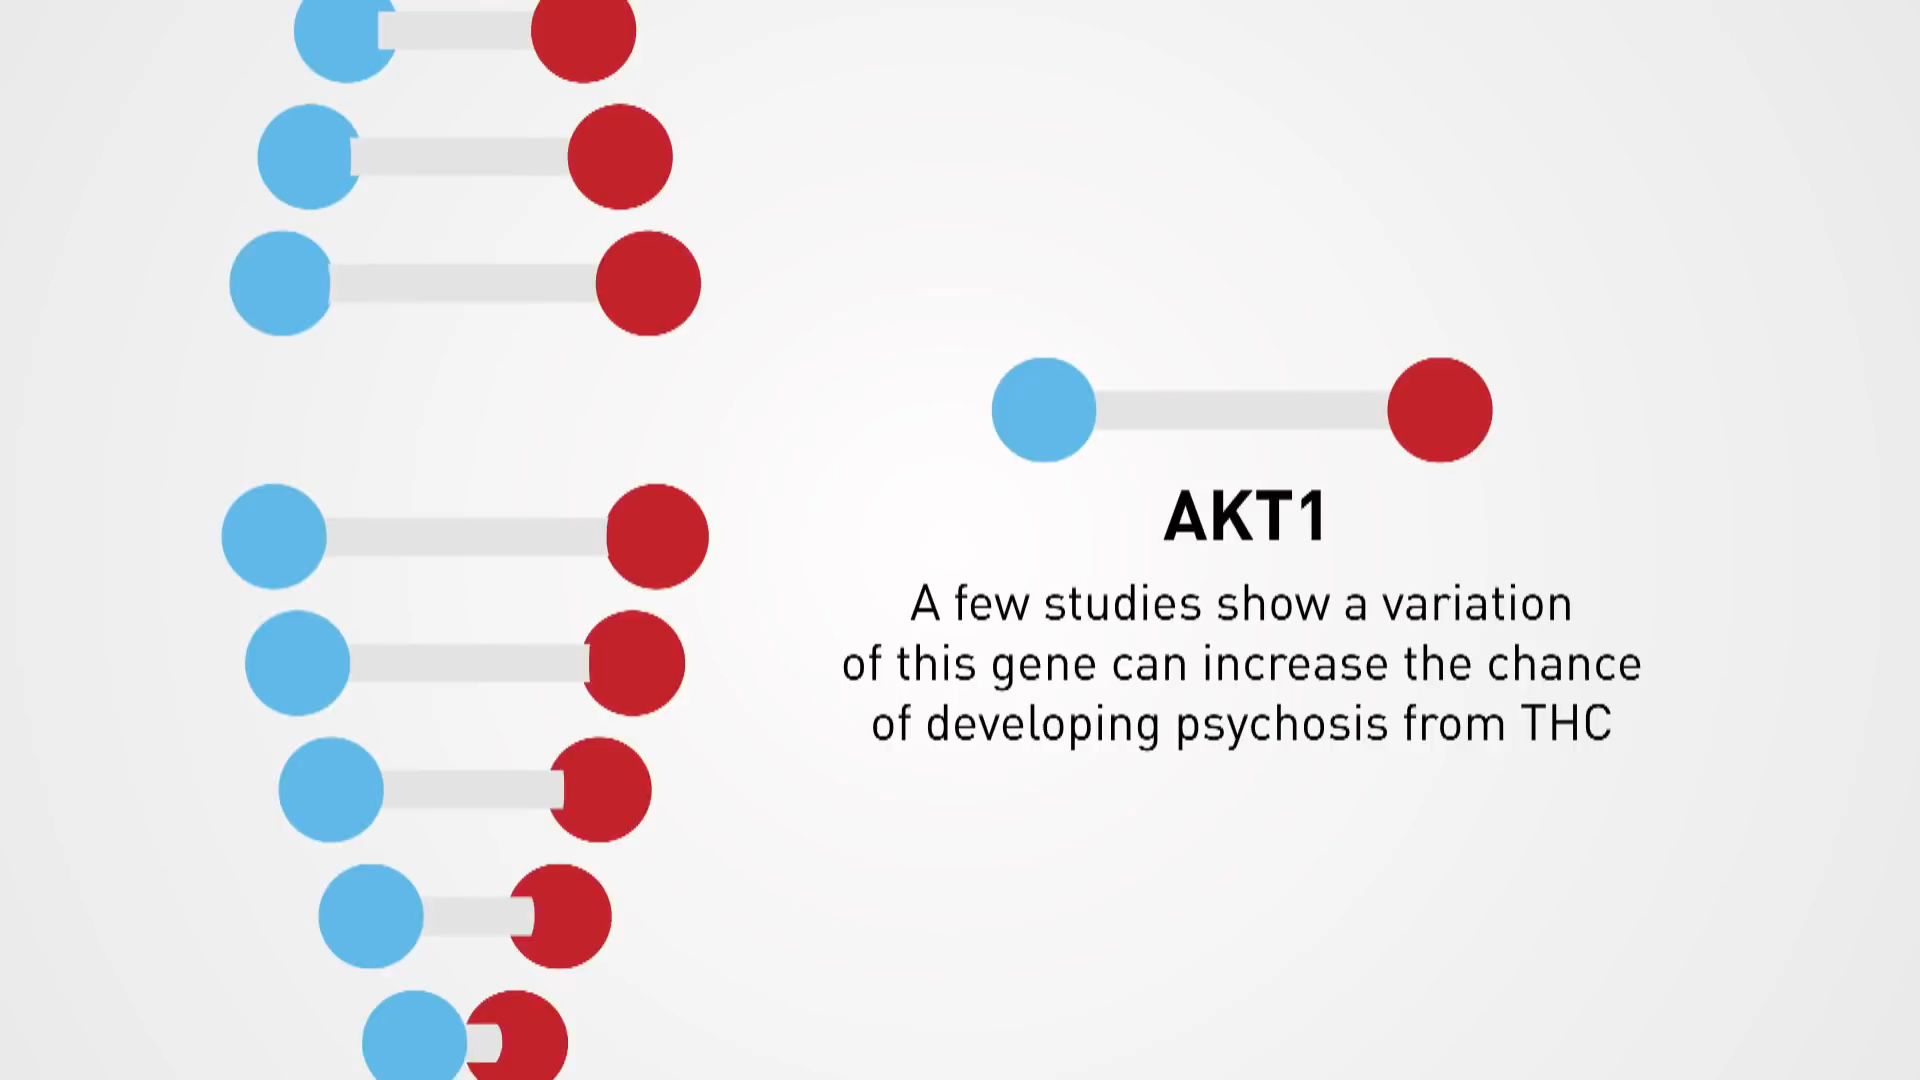 AKT1
A few studies show a variation
of this gene can increase the chance
of developing psychosis from THC